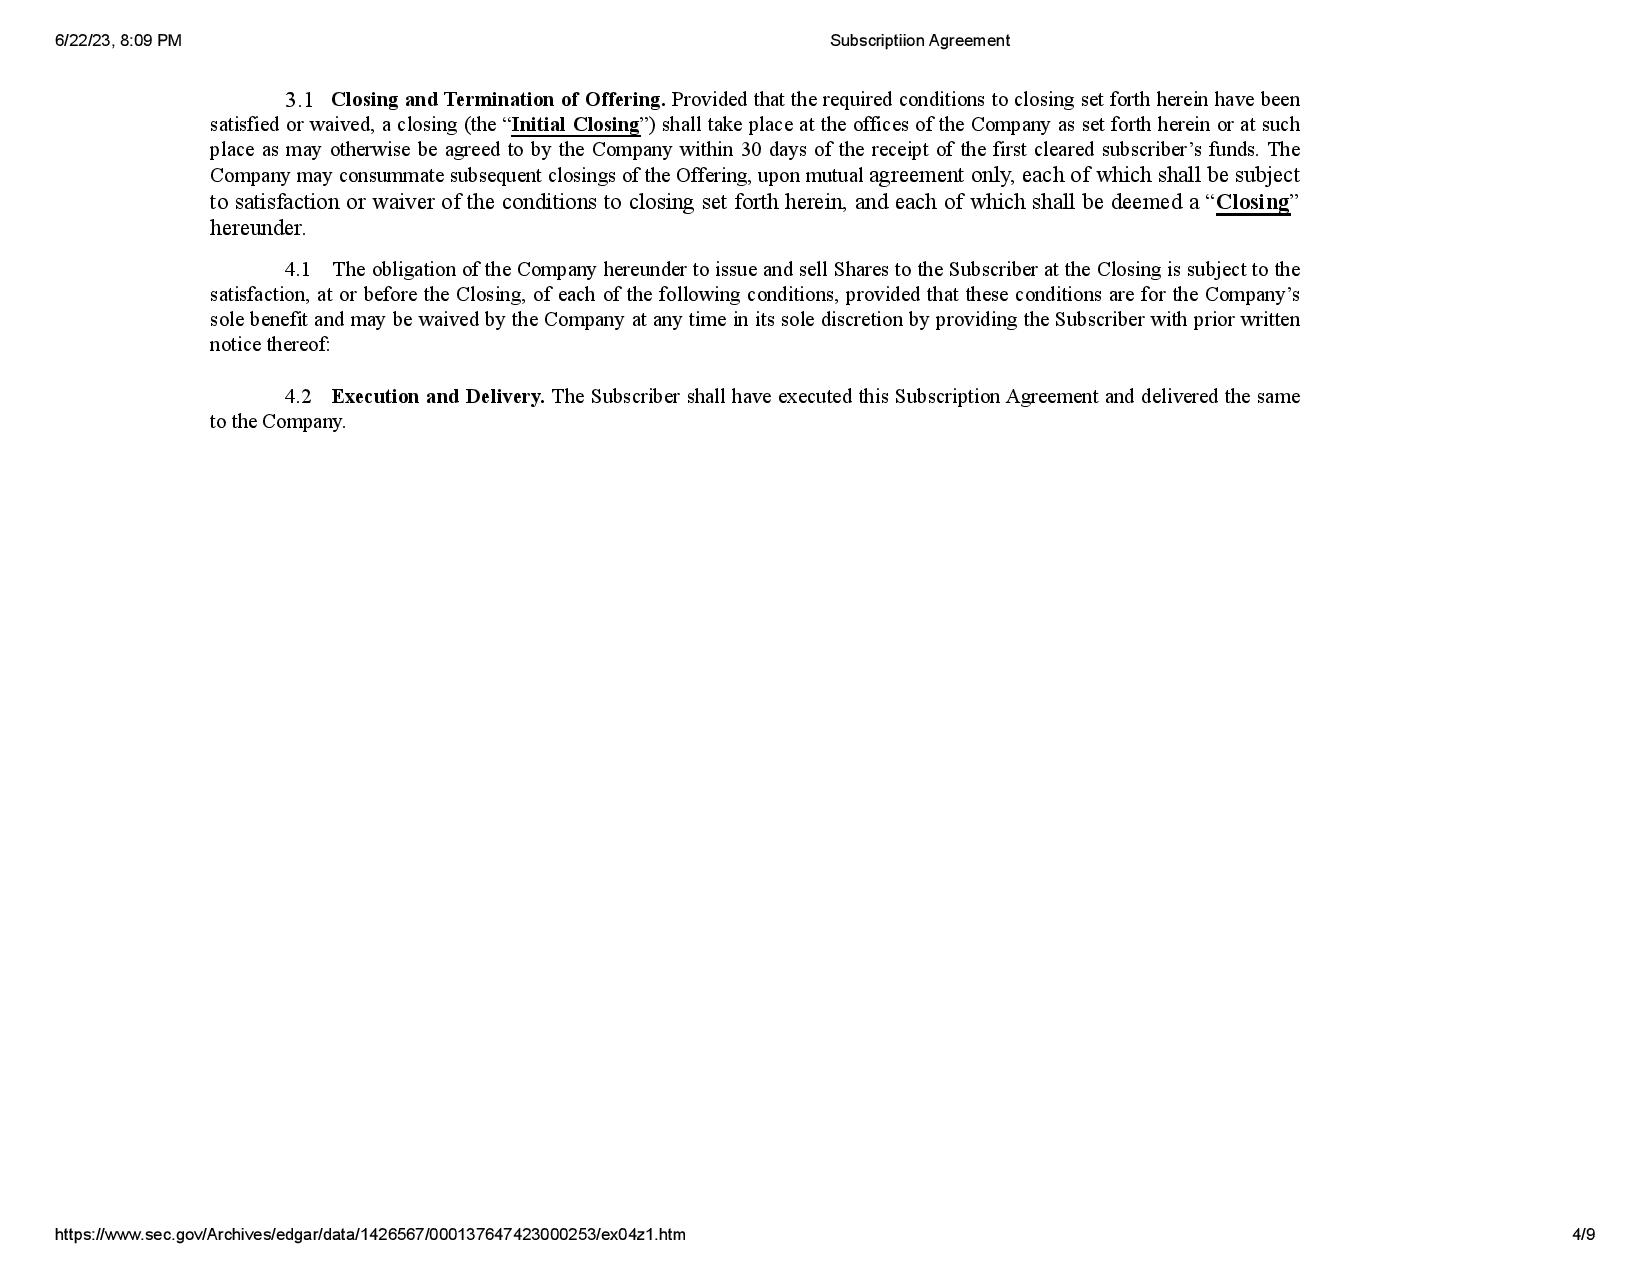 6/22/23, 8:09 PM
Subscriptiion Agreement
3.1 Closing and Termination of Offering. Provided that the required conditions to closing set forth herein have been
satisfied or waived, a closing (the “Initial Closing”) shall take place at the offices of the Company as set forth herein or at such
place as may otherwise be agreed to by the Company within 30 days of the receipt of the first cleared subscriber’s funds. The
Company may consummate subsequent closings of the Offering, upon mutual agreement only, each of which shall be subject
to satisfaction or waiver of the conditions to closing set forth herein, and each of which shall be deemed a “Closing”
hereunder.
4.1 The obligation of the Company hereunder to issue and sell Shares to the Subscriber at the Closing is subject to the
satisfaction, at or before the Closing, of each of the following conditions, provided that these conditions are for the Company’s
sole benefit and may be waived by the Company at any time in its sole discretion by providing the Subscriber with prior written
notice thereof:
4.2 Execution and Delivery. The Subscriber shall have executed this Subscription Agreement and delivered the same
to the Company.
https://www.sec.gov/Archives/edgar/data/1426567/000137647423000253/ex04z1.htm
4/9